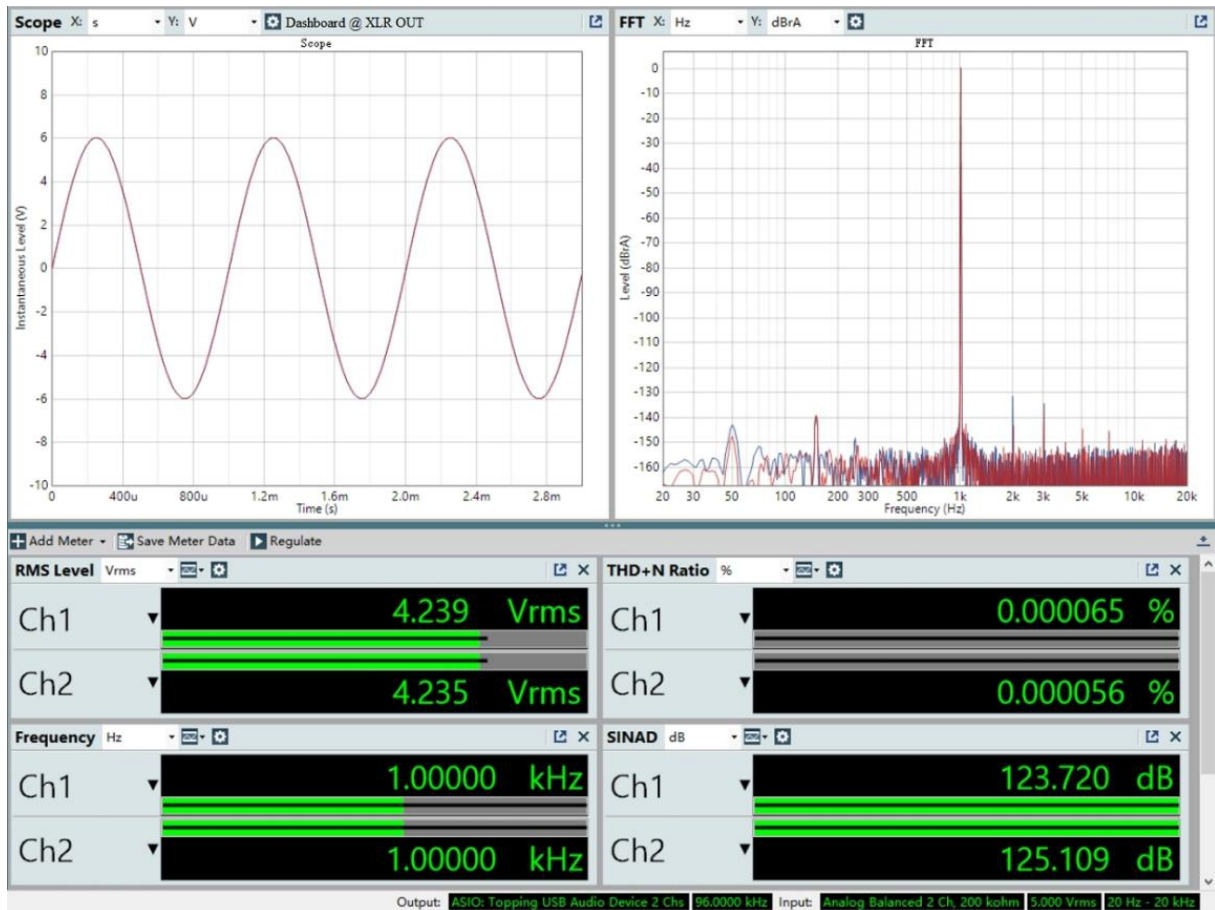 Scope X: s Y: V Dashboard @ XLR OUT
Scope
10
8
6
4
2
0
-2
-4
-6
-8
-10
Instantaneous Level (V)
0 400u 800u 1.2m 1.6m 2.0m 2.4m 2.8m
Time (s)
FFT X: Hz Y: dBrA
FFT
0
-10
-20
-30
-40
-50
-60
-70
-80
-90
-100
-110
-120
-130
-140
-150
-160
Level (dBrA)
20 30 50 100 200 300 500 1k 2k 3k 5k 10k 20k
Frequency (Hz)
Add Meter Save Meter Data Regulate
RMS Level Vrms
Ch1 4.239 Vrms
Ch2 4.235 Vrms
THD+N Ratio %
Ch1 0.000065 %
Ch2 0.000056 %
Frequency Hz
Ch1 1.00000 kHz
Ch2 1.00000 kHz
SINAD dB
Ch1 123.720 dB
Ch2 125.109 dB
Output: ASIO: Topping USB Audio Device 2 Chs 96.0000 kHz Input: Analog Balanced 2 Ch, 200 kohm 5.000 Vrms 20 Hz - 20 kHz